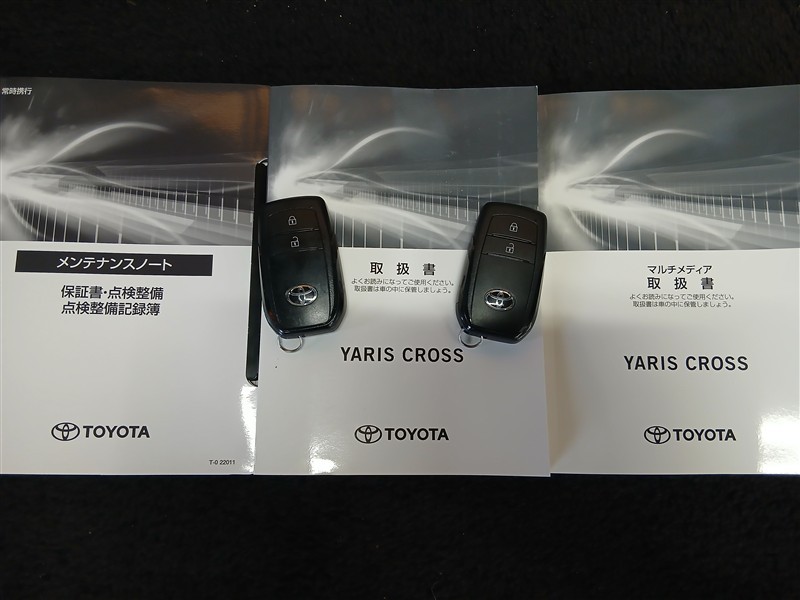 常時携行
メンテナンスノート
保証書・点検整備
点検整備記録簿
TOYOTA
T-0 22011
取扱書
よくお読みになってご使用ください。
取扱書は車の中に保管しましょう。
YARIS CROSS
TOYOTA
マルチメディア
取扱書
よくお読みになってご使用ください。
取扱書は車の中に保管しましょう。
YARIS CROSS
TOYOTA